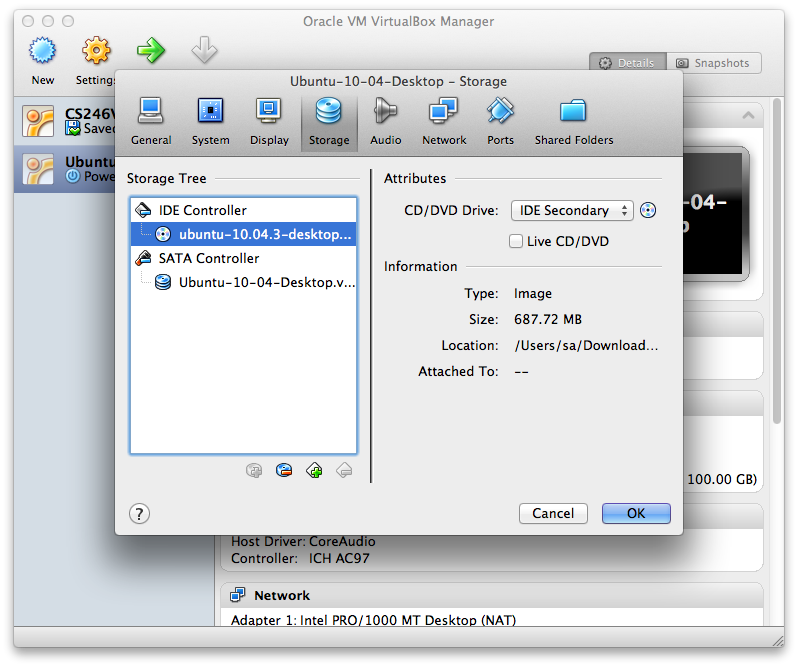 Oracle VM VirtualBox Manager
New
Settings
Details
Snapshots
CS246V
Saved
Ubuntu
Powe
Ubuntu-10-04-Desktop – Storage
General
System
Display
Storage
Audio
Network
Ports
Shared Folders
Storage Tree
IDE Controller
ubuntu-10.04.3-desktop...
SATA Controller
Ubuntu-10-04-Desktop.v...
Attributes
CD/DVD Drive: IDE Secondary
Live CD/DVD
Information
Type: Image
Size: 687.72 MB
Location: /Users/sa/Download...
Attached To: --
?
Cancel
OK
-04-
p
100.00 GB)
Host Driver: CoreAudio
Controller: ICH AC97
Network
Adapter 1: Intel PRO/1000 MT Desktop (NAT)